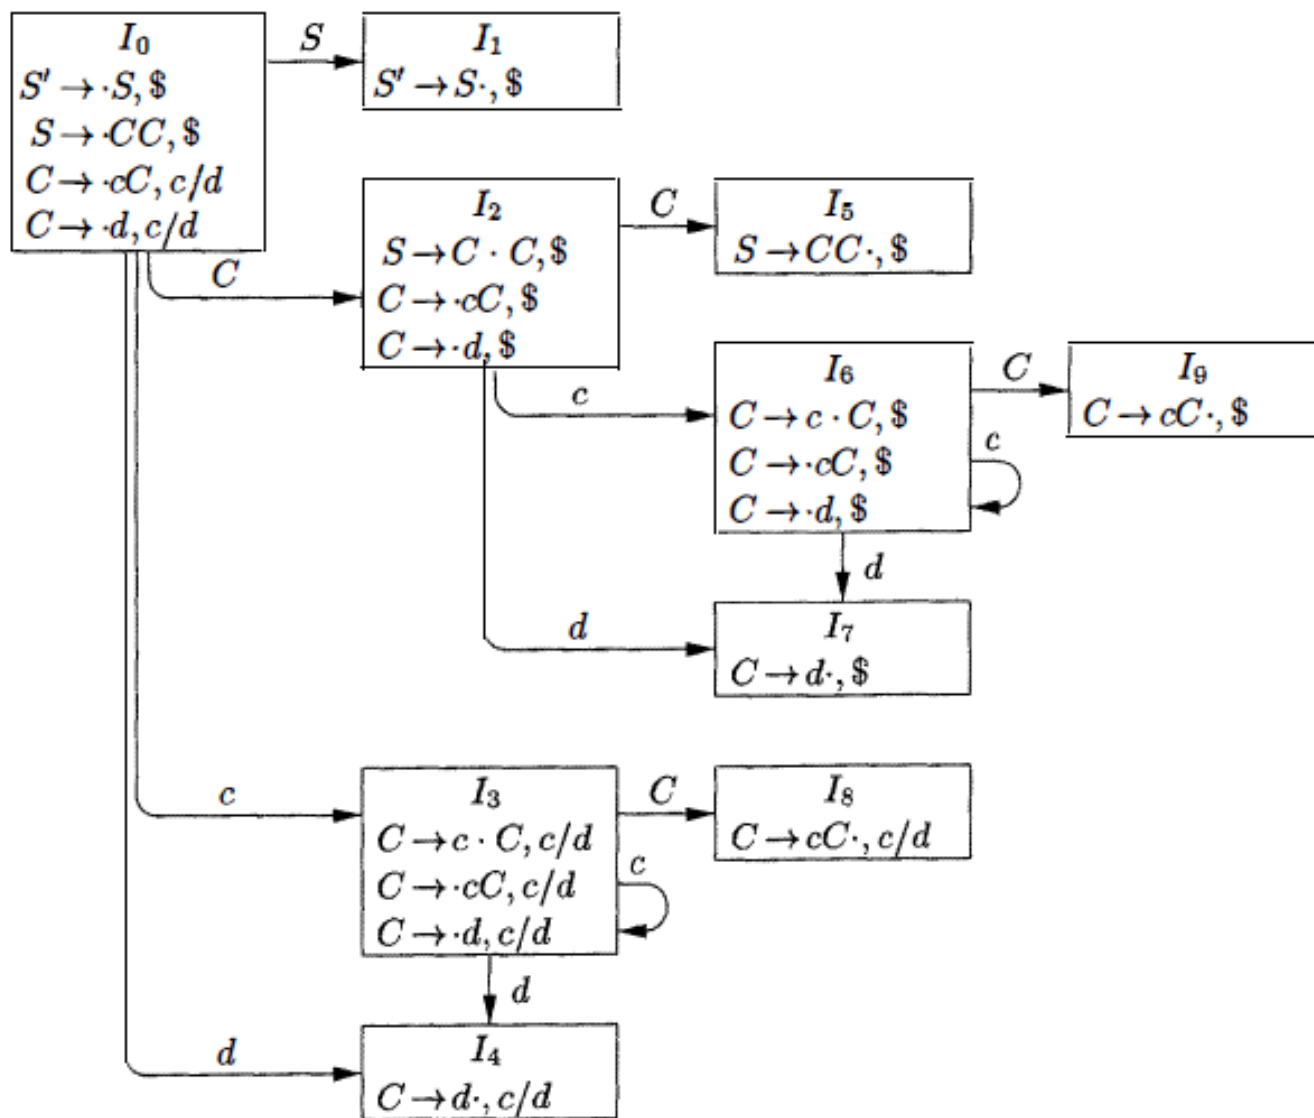 I₀
S' → ·S, $
S → ·CC, $
C → ·cC, c/d
C → ·d, c/d
S
I₁
S' → S·, $
C
I₂
S → C · C, $
C → ·cC, $
C → ·d, $
C
I₅
S → CC·, $
c
I₆
C → c · C, $
C → ·cC, $
C → ·d, $
C
I₉
C → cC·, $
c
d
d
I₇
C → d·, $
c
I₃
C → c · C, c/d
C → ·cC, c/d
C → ·d, c/d
C
I₈
C → cC·, c/d
c
d
d
I₄
C → d·, c/d